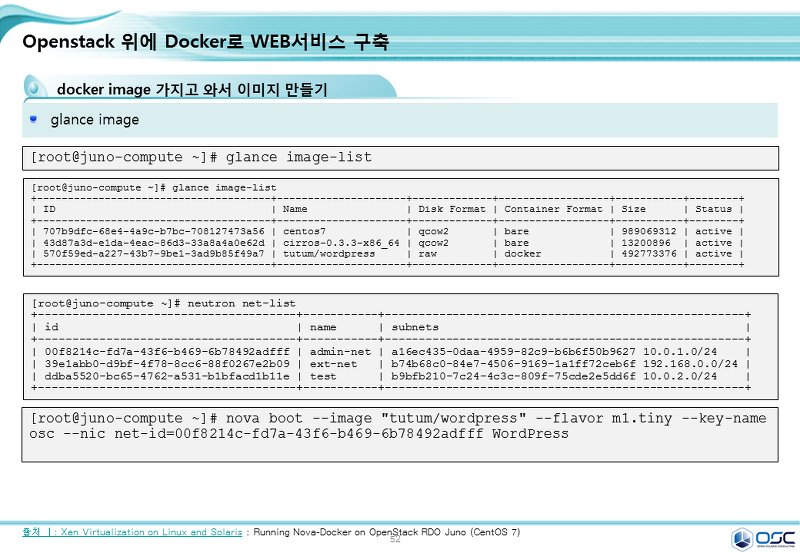 Openstack 위에 Docker로 WEB서비스 구축
docker image 가지고 와서 이미지 만들기
glance image
[root@juno-compute ~]# glance image-list
[root@juno-compute ~]# glance image-list
+--------------------------------------+---------------------+-------------+------------------+-----------+--------+
| ID | Name | Disk Format | Container Format | Size | Status |
+--------------------------------------+---------------------+-------------+------------------+-----------+--------+
| 707b9dfc-68e4-4a9c-b7bc-708127473a56 | centos7 | qcow2 | bare | 989069312 | active |
| 43d87a3d-e1da-4eac-86d3-33a8a4a0e62d | cirros-0.3.3-x86_64 | qcow2 | bare | 13200896 | active |
| 570f59ed-a227-43b7-9be1-3ad9b85f49a7 | tutum/wordpress | raw | docker | 492773376 | active |
+--------------------------------------+---------------------+-------------+------------------+-----------+--------+
[root@juno-compute ~]# neutron net-list
+--------------------------------------+-----------+-----------------------------------------------------+
| id | name | subnets |
+--------------------------------------+-----------+-----------------------------------------------------+
| 00f8214c-fd7a-43f6-b469-6b78492adfff | admin-net | a16ec435-0daa-4959-82c9-b6b6f50b9627 10.0.1.0/24 |
| 39e1abb0-d9bf-4f78-8cc6-88f0267e2b09 | ext-net | b74b68c0-84e7-4506-9169-1a1ff72ceb6f 192.168.0.0/24 |
| ddba5520-bc65-4762-a531-b1bfacd1b11e | test | b9bfb210-7c24-4c3c-809f-75cde2e5dd6f 10.0.2.0/24 |
+--------------------------------------+-----------+-----------------------------------------------------+
[root@juno-compute ~]# nova boot --image "tutum/wordpress" --flavor m1.tiny --key-name
osc --nic net-id=00f8214c-fd7a-43f6-b469-6b78492adfff WordPress
출처 | : Xen Virtualization on Linux and Solaris : Running Nova-Docker on OpenStack RDO Juno (CentOS 7)
52
OSC